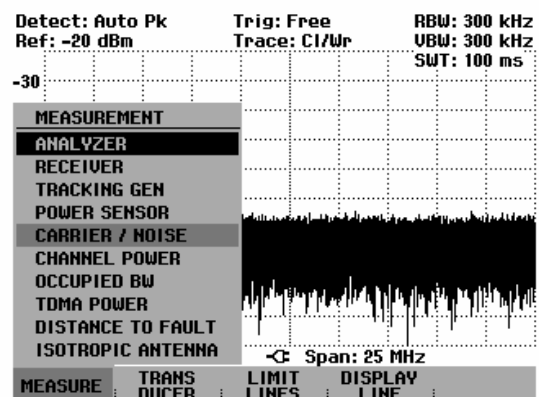 Detect: Auto Pk Trig: Free RBW: 300 kHz
Ref: -20 dBm Trace: Cl/Wr VBW: 300 kHz
SWT: 100 ms
-30
MEASUREMENT
ANALYZER
RECEIVER
TRACKING GEN
POWER SENSOR
CARRIER / NOISE
CHANNEL POWER
OCCUPIED BW
TDMA POWER
DISTANCE TO FAULT
ISOTROPIC ANTENNA
Span: 25 MHz
MEASURE TRANS DUCER LIMIT LINES DISPLAY LINE